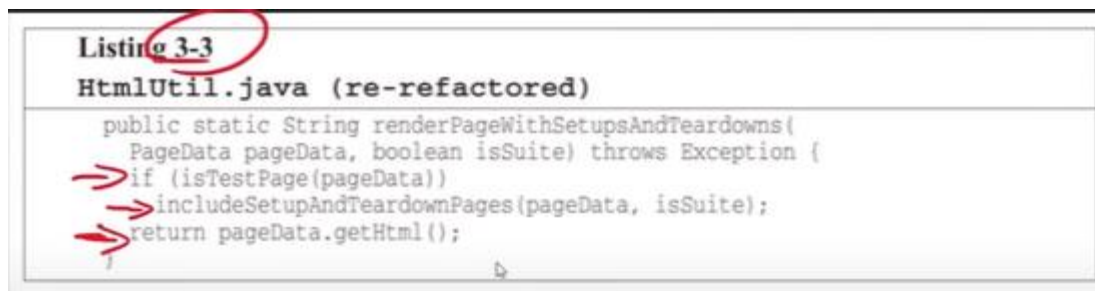 Listing 3-3
HtmlUtil.java (re-refactored)
public static String renderPageWithSetupsAndTeardowns(
PageData pageData, boolean isSuite) throws Exception {
if (isTestPage(pageData))
includeSetupAndTeardownPages(pageData, isSuite);
return pageData.getHtml();
}